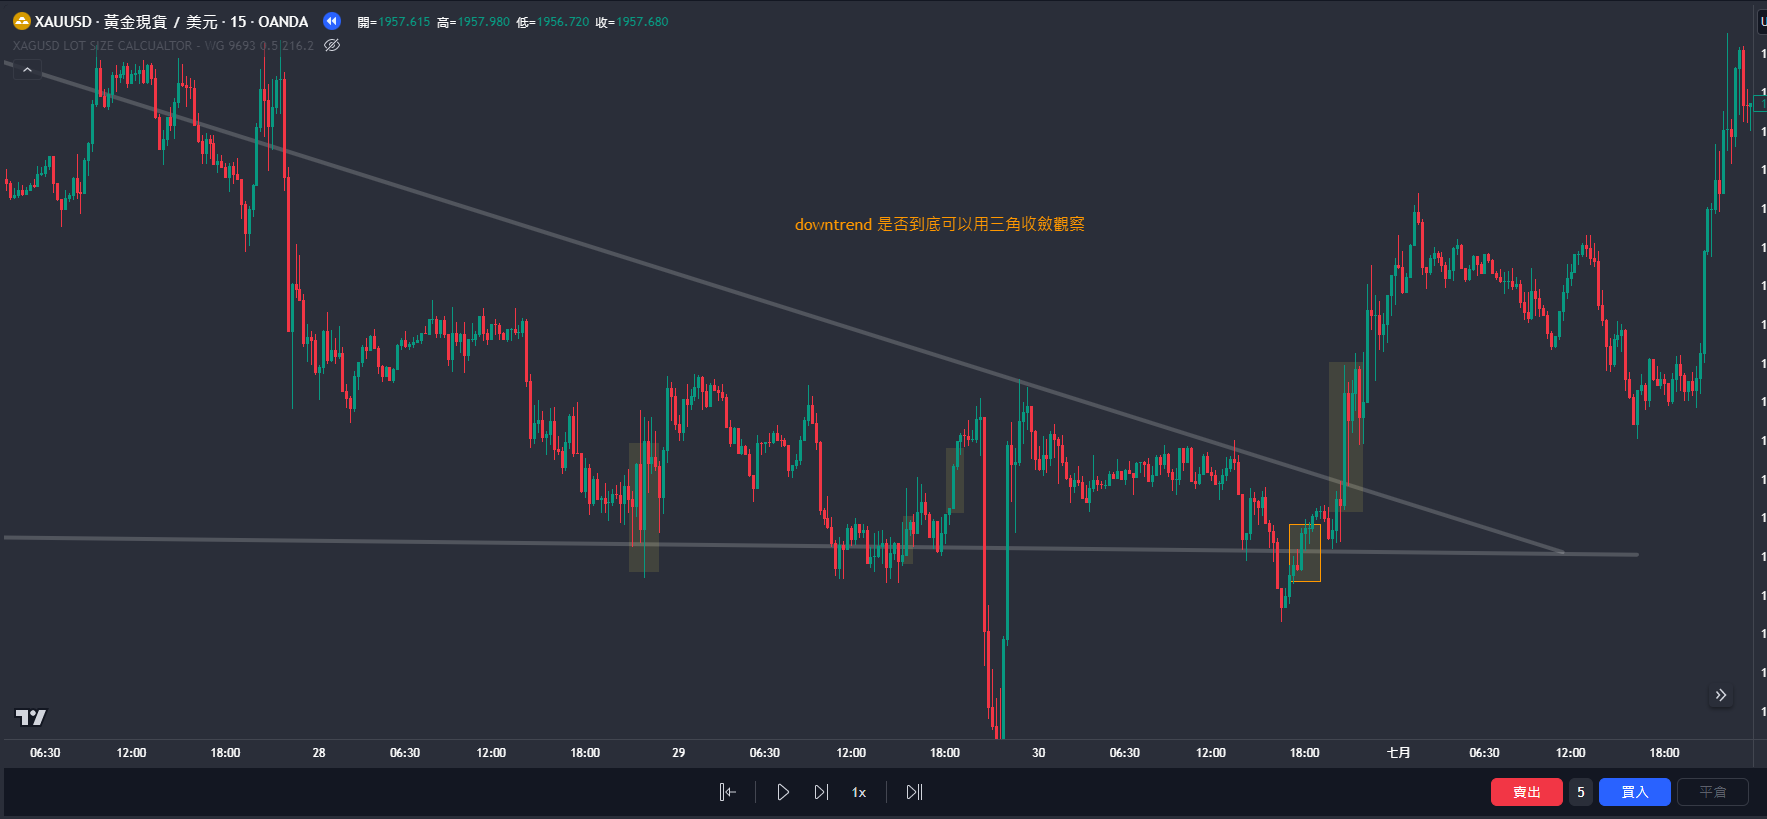 XAUUSD · 黃金現貨 / 美元 · 15 · OANDA 開=1957.615 高=1957.980 低=1956.720 收=1957.680
XAGUSD LOT SIZE CALCUALTOR - WG 9693 0.5 216.2
downtrend 是否到底可以用三角收斂觀察
06:30 12:00 18:00 28 06:30 12:00 18:00 29 06:30 12:00 18:00 30 06:30 12:00 18:00 七月 06:30 12:00 18:00
1x 賣出 5 買入 平倉